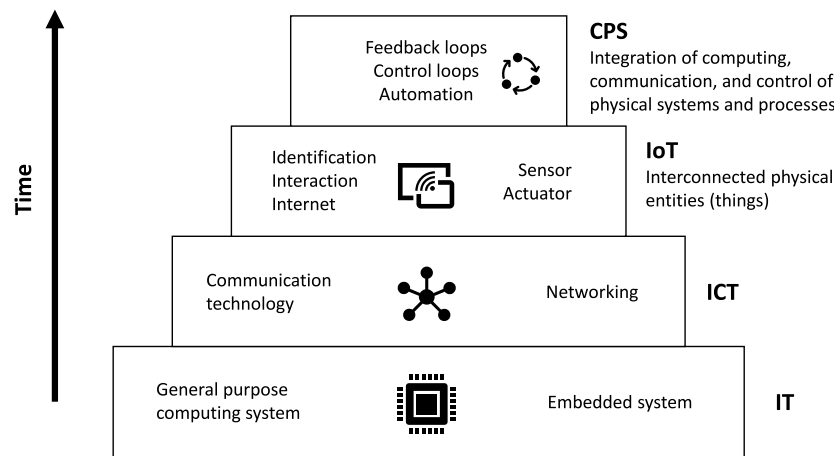 CPS
Feedback loops
Control loops
Automation
Integration of computing,
communication, and control of
physical systems and processes
IoT
Identification
Interaction
Internet
Sensor
Actuator
Interconnected physical
entities (things)
Time
Communication
technology
Networking
ICT
General purpose
computing system
Embedded system
IT